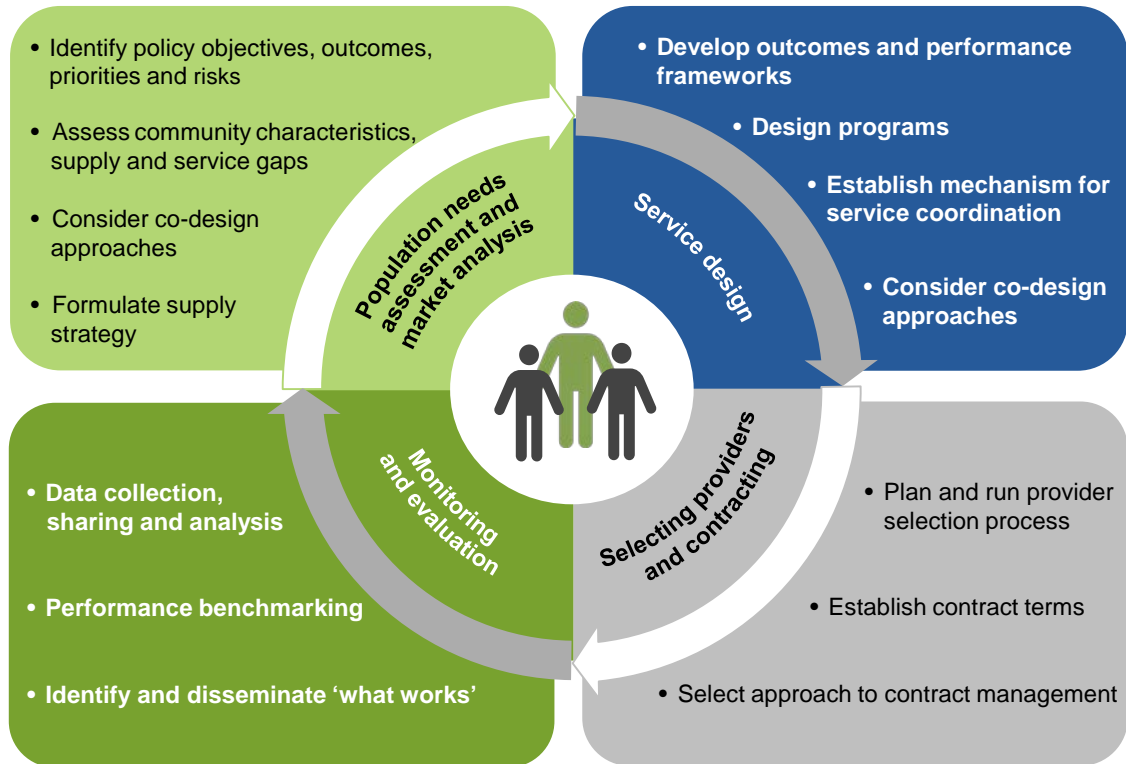 • Identify policy objectives, outcomes,
priorities and risks
• Assess community characteristics,
supply and service gaps
• Consider co-design
approaches
• Formulate supply
strategy
Population needs
assessment and
market analysis
• Develop outcomes and performance
frameworks
• Design programs
• Establish mechanism for
service coordination
• Consider co-design
approaches
Service design
• Data collection,
sharing and analysis
• Performance benchmarking
• Identify and disseminate ‘what works’
Monitoring
and evaluation
Selecting providers
and contracting
• Plan and run provider
selection process
• Establish contract terms
• Select approach to contract management